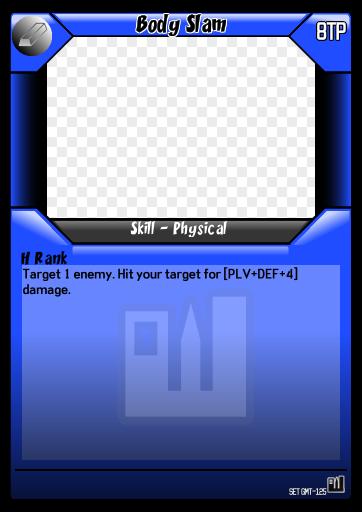 Body Slam
8TP
Skill - Physical
H Rank
Target 1 enemy. Hit your target for [PLV+DEF+4]
damage.
SET GMT-125